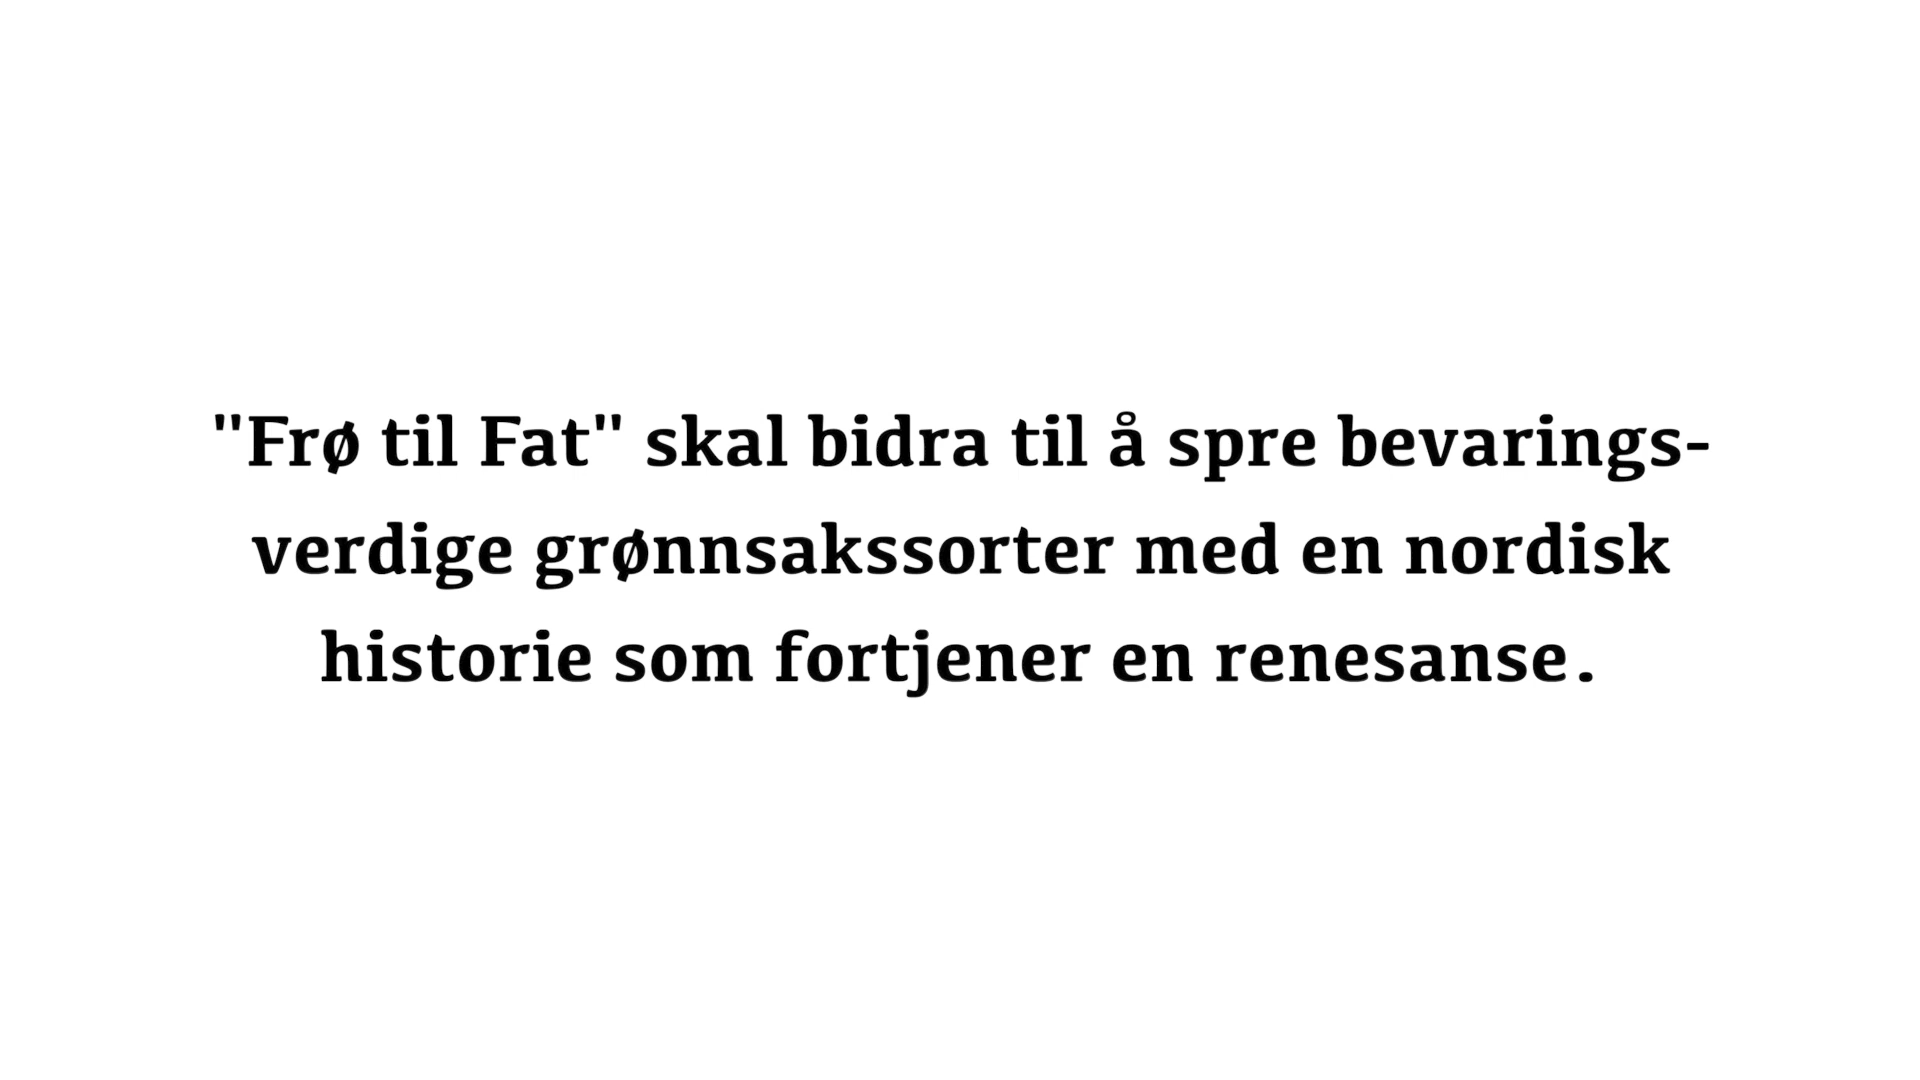 "Frø til Fat" skal bidra til å spre bevarings-
verdige grønnsakssorter med en nordisk
historie som fortjener en renesanse.